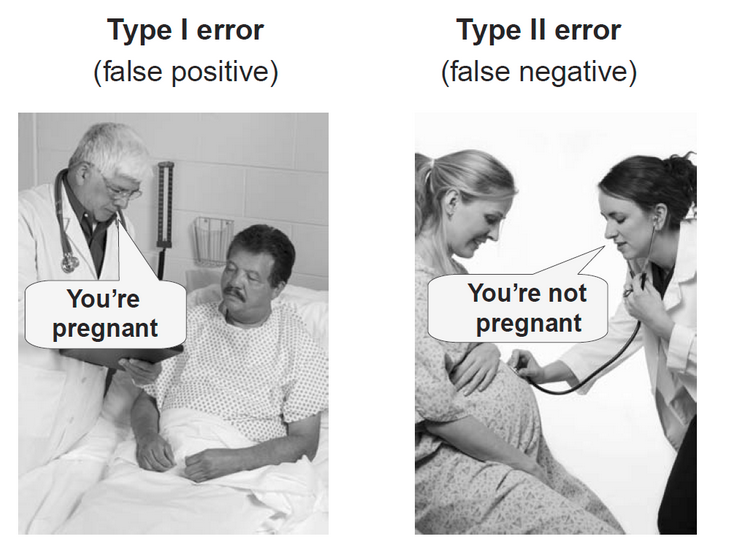 Type I error
(false positive)
You’re
pregnant
Type II error
(false negative)
You’re not
pregnant